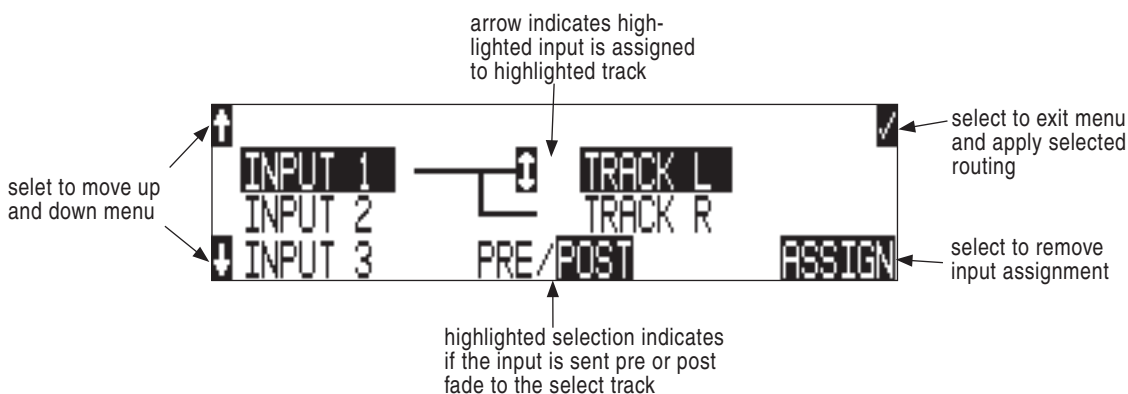 arrow indicates high-
lighted input is assigned
to highlighted track
select to exit menu
and apply selected
routing
selet to move up
and down menu
INPUT 1
TRACK L
INPUT 2
TRACK R
INPUT 3
PRE/POST
ASSIGN
select to remove
input assignment
highlighted selection indicates
if the input is sent pre or post
fade to the select track